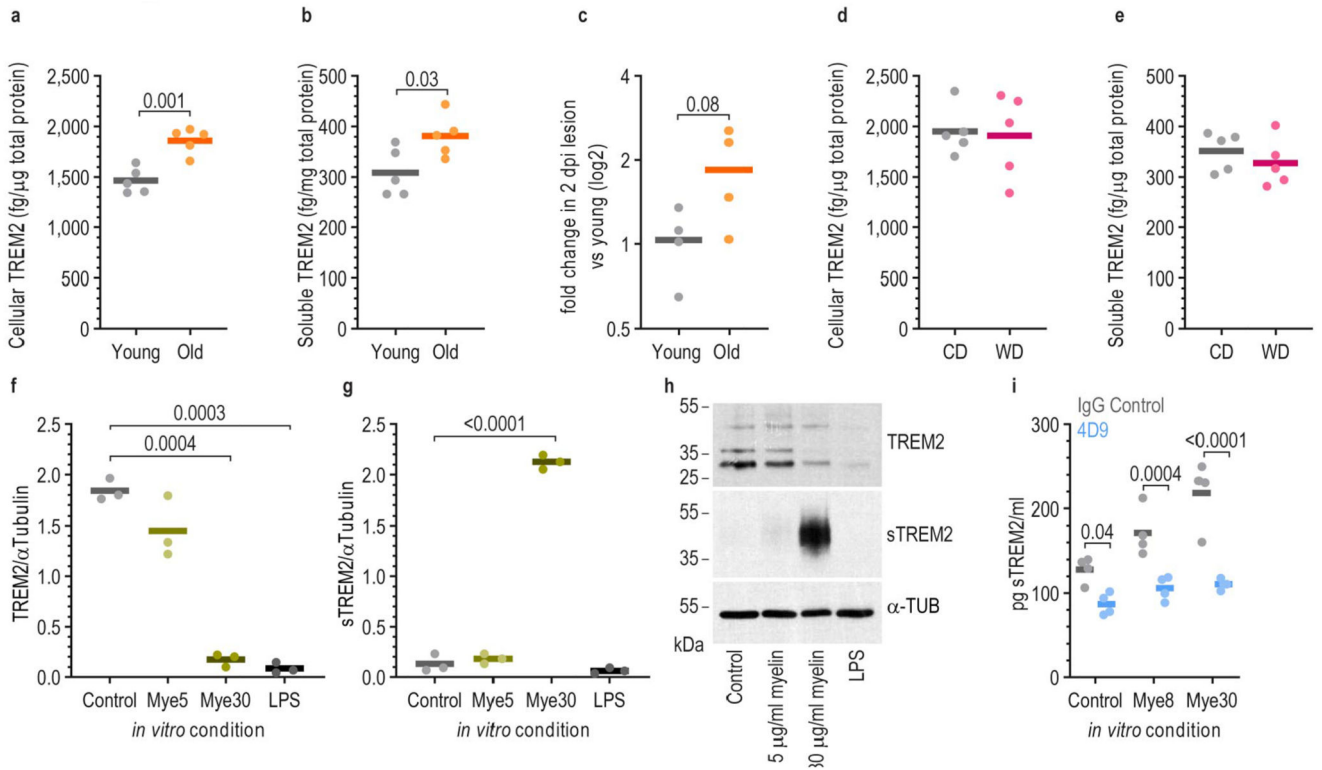 a
Cellular TREM2 (fg/μg total protein)
2,500
2,000
1,500
1,000
500
0
0.001
Young Old
b
Soluble TREM2 (fg/mg total protein)
500
400
300
200
100
0
0.03
Young Old
c
fold change in 2 dpi lesion
vs young (log2)
4
2
1
0.5
0.08
Young Old
d
Cellular TREM2 (fg/μg total protein)
2,500
2,000
1,500
1,000
500
0
CD WD
e
Soluble TREM2 (fg/μg total protein)
500
400
300
200
100
0
CD WD
f
TREM2/αTubulin
2.5
2.0
1.5
1.0
0.5
0.0
0.0003
0.0004
Control Mye5 Mye30 LPS
in vitro condition
g
sTREM2/αTubulin
2.5
2.0
1.5
1.0
0.5
0.0
<0.0001
Control Mye5 Mye30 LPS
in vitro condition
h
55
35
25
TREM2
55
35
sTREM2
55
α-TUB
kDa
Control
5 μg/ml myelin
30 μg/ml myelin
LPS
i
IgG Control
4D9
pg sTREM2/ml
300
200
100
0
0.04
0.0004
<0.0001
Control Mye8 Mye30
in vitro condition